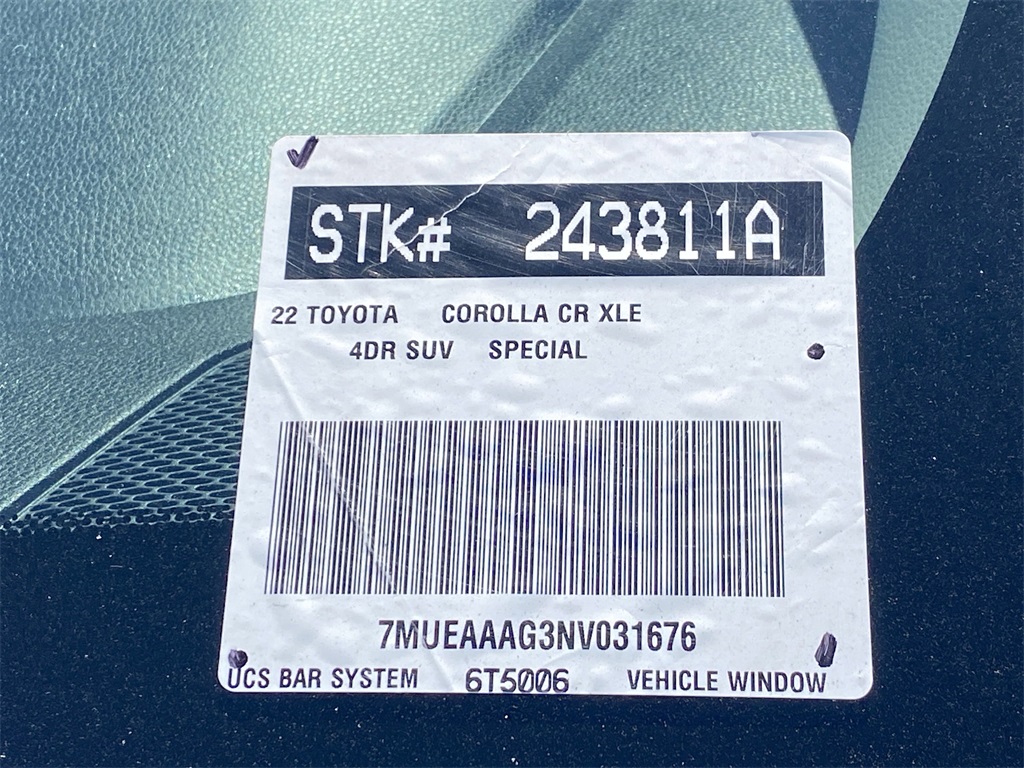 STK# 243811A
22 TOYOTA COROLLA CR XLE
4DR SUV SPECIAL
7MUEAAAG3NV031676
UCS BAR SYSTEM 6T5006 VEHICLE WINDOW